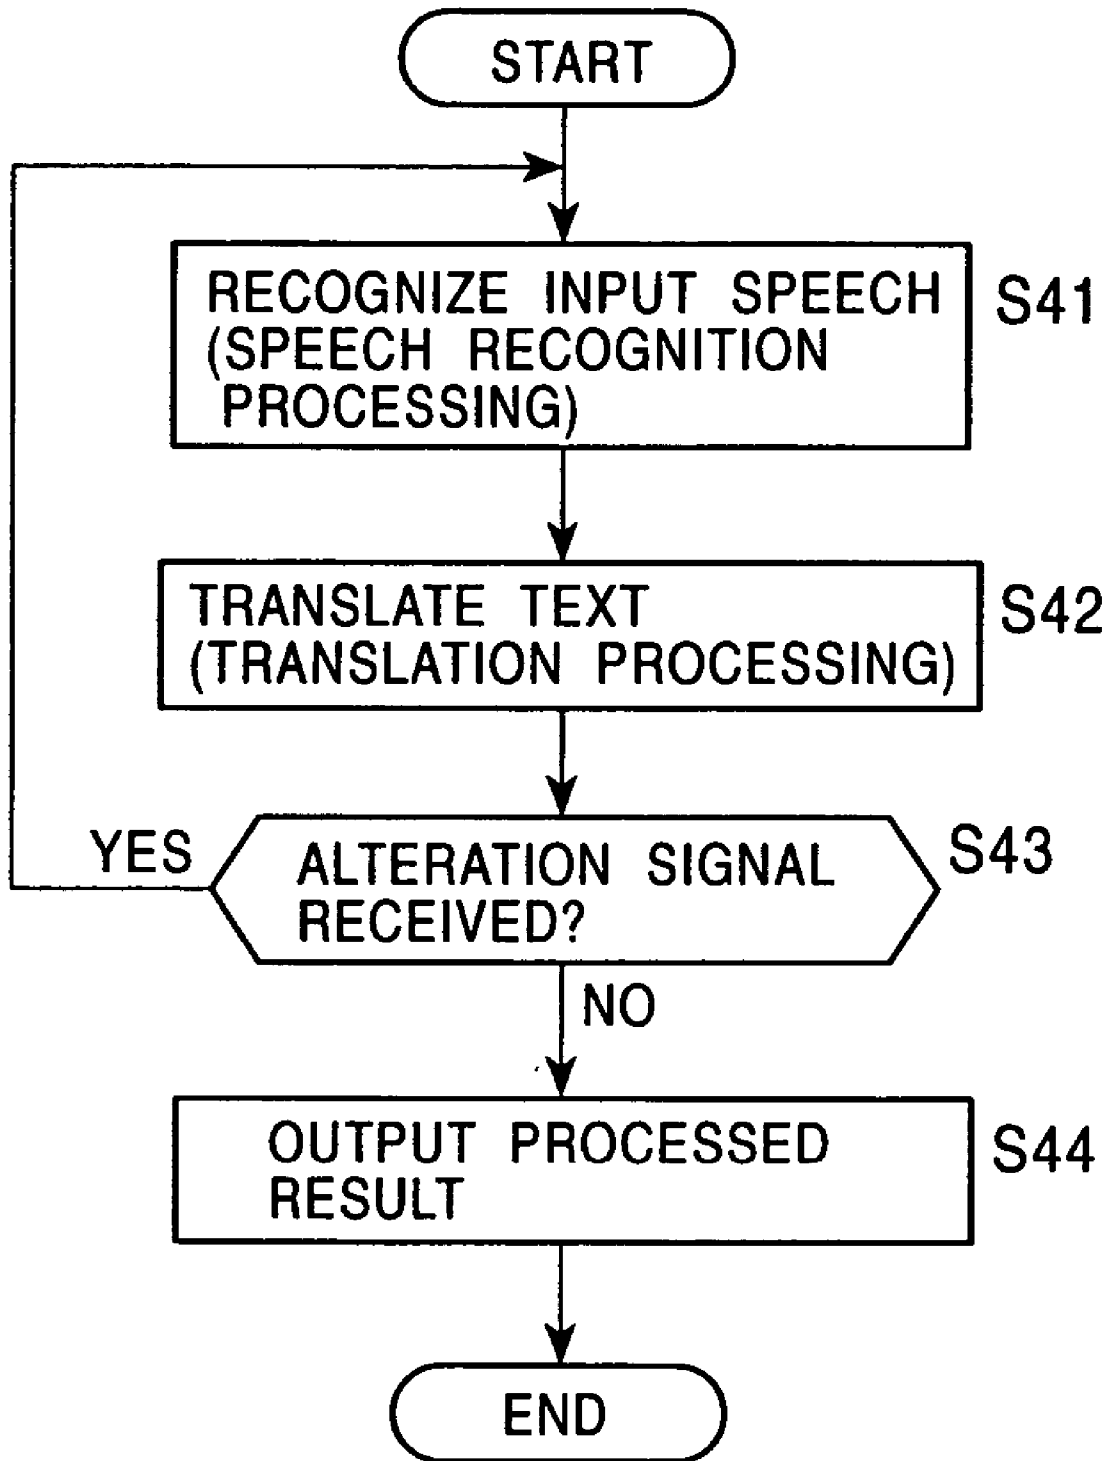 START
RECOGNIZE INPUT SPEECH
(SPEECH RECOGNITION
PROCESSING)
S41
TRANSLATE TEXT
(TRANSLATION PROCESSING)
S42
YES
ALTERATION SIGNAL
RECEIVED?
S43
NO
OUTPUT PROCESSED
RESULT
S44
END